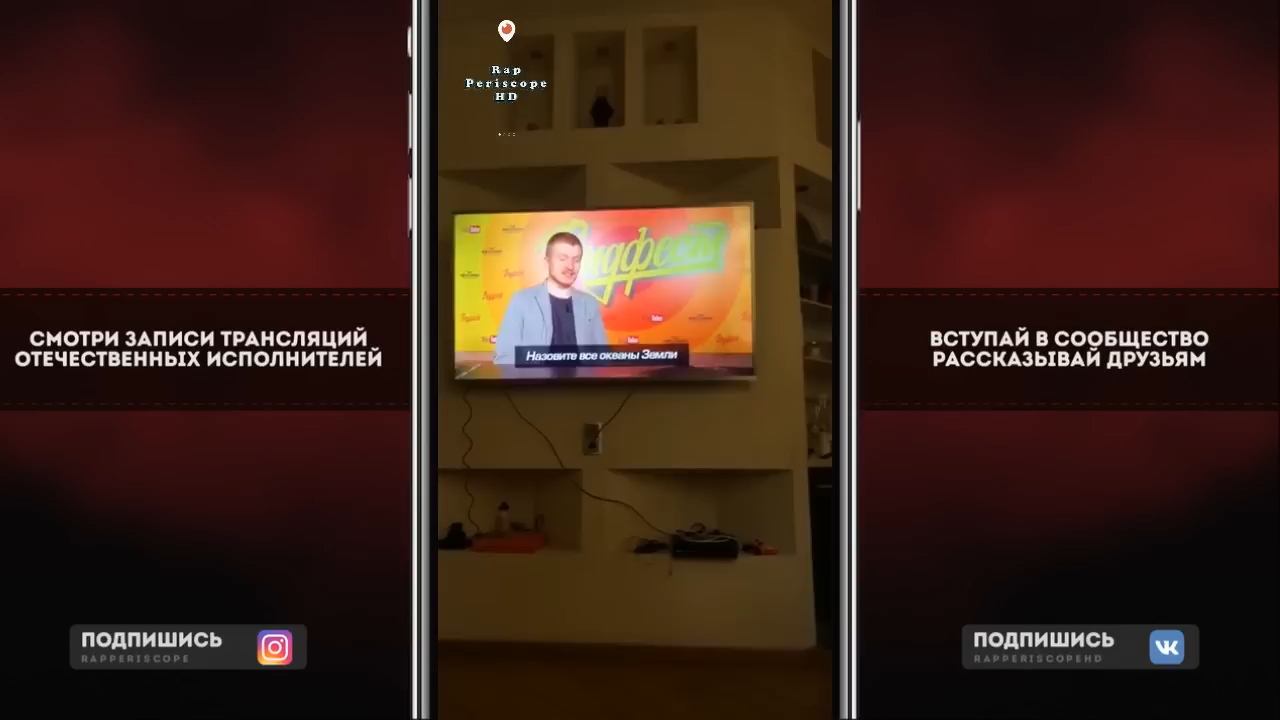 Rap
Periscope
HD
Видфест
Назовите все океаны Земли
СМОТРИ ЗАПИСИ ТРАНСЛЯЦИЙ
ОТЕЧЕСТВЕННЫХ ИСПОЛНИТЕЛЕЙ
ВСТУПАЙ В СООБЩЕСТВО
РАССКАЗЫВАЙ ДРУЗЬЯМ
ПОДПИШИСЬ
RAPPERISCOPE
ПОДПИШИСЬ
RAPPERISCOPEHD